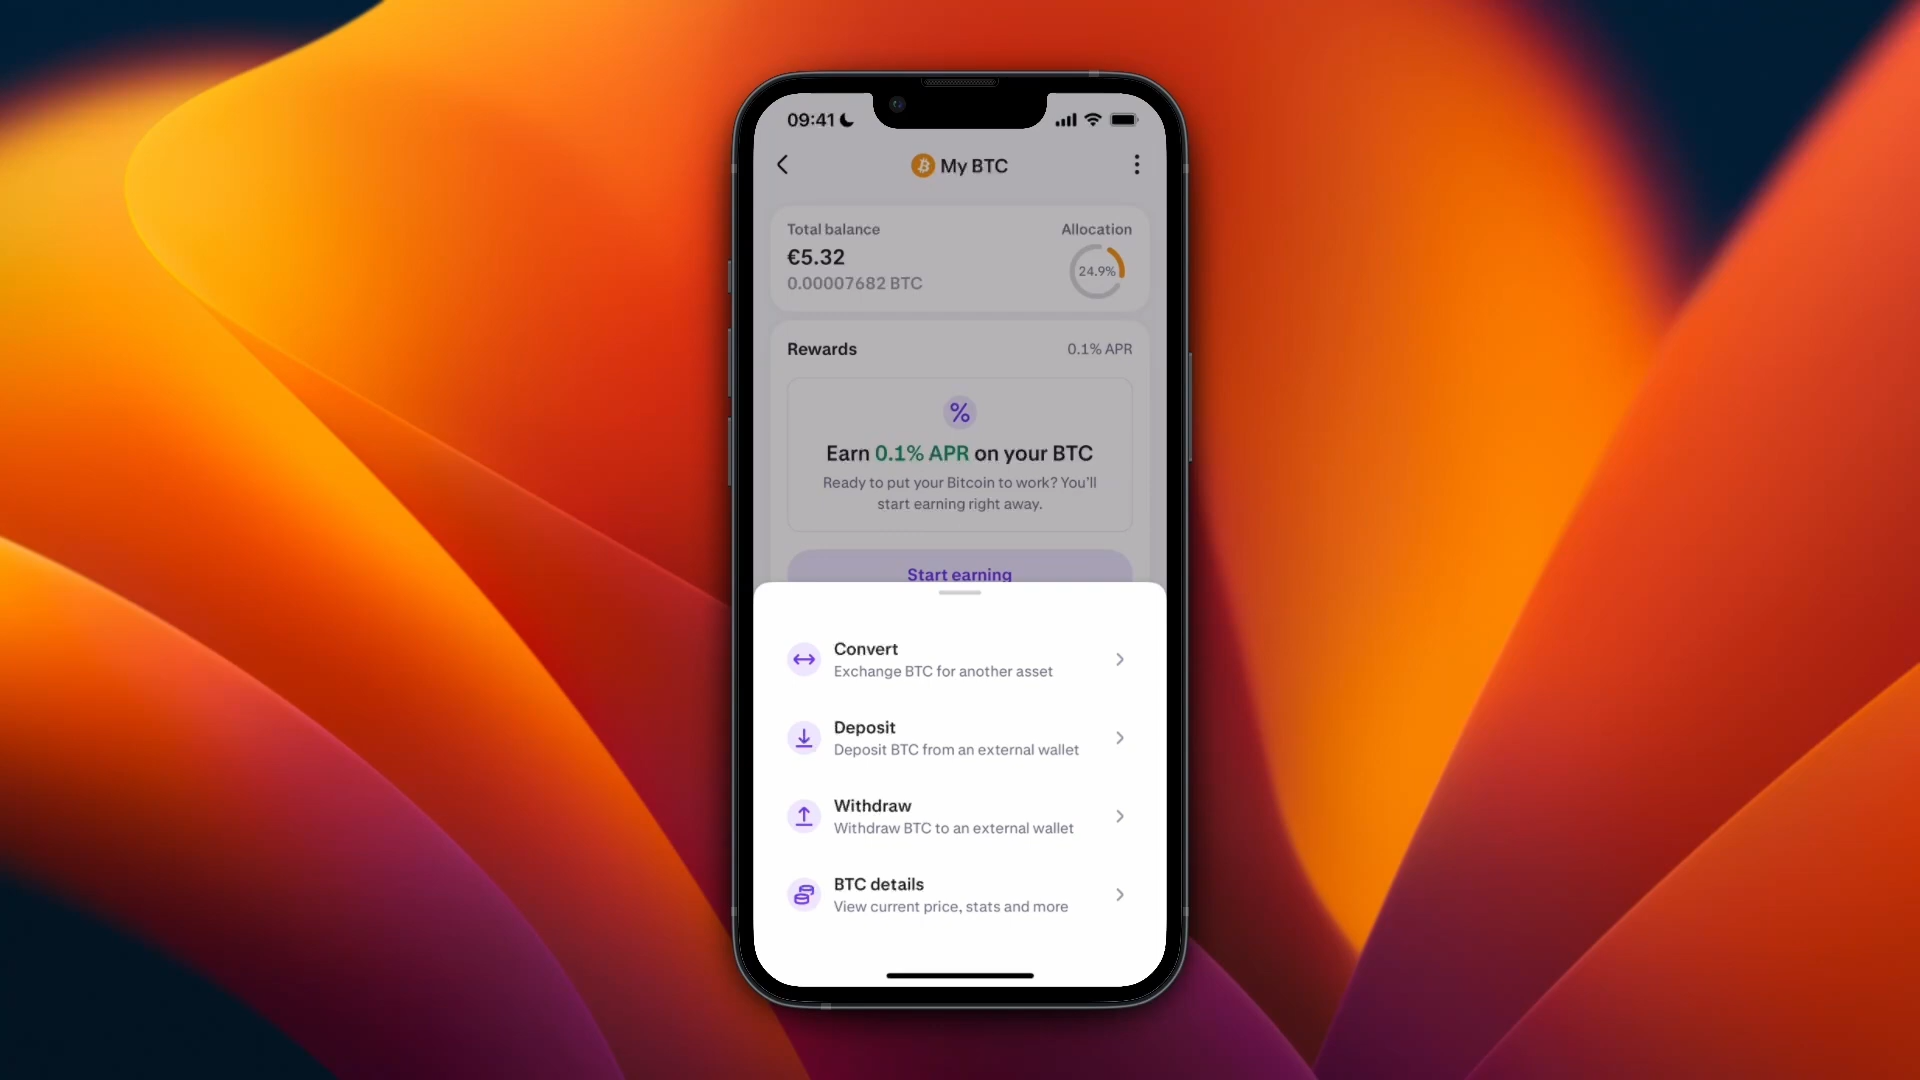 09:41
My BTC
Total balance
Allocation
€5.32
24.9%
0.00007682 BTC
Rewards
0.1% APR
%
Earn 0.1% APR on your BTC
Ready to put your Bitcoin to work? You'll
start earning right away.
Start earning
Convert
Exchange BTC for another asset
Deposit
Deposit BTC from an external wallet
Withdraw
Withdraw BTC to an external wallet
BTC details
View current price, stats and more